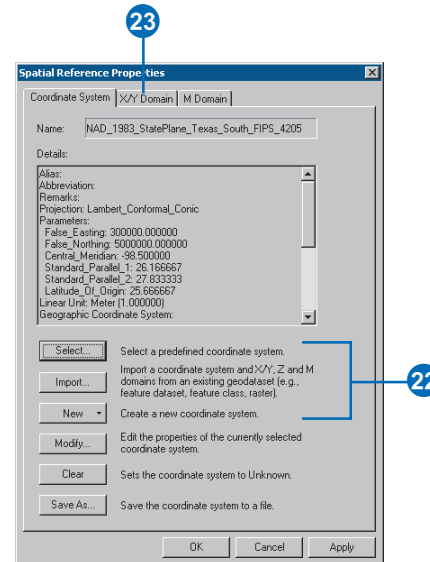 23
Spatial Reference Properties
Coordinate System X/Y Domain M Domain
Name: NAD_1983_StatePlane_Texas_South_FIPS_4205
Details:
Alias:
Abbreviation:
Remarks:
Projection: Lambert_Conformal_Conic
Parameters:
False_Easting: 300000.000000
False_Northing: 5000000.000000
Central_Meridian: -98.500000
Standard_Parallel_1: 26.166667
Standard_Parallel_2: 27.833333
Latitude_Of_Origin: 25.666667
Linear Unit: Meter (1.000000)
Geographic Coordinate System:
Select... Select a predefined coordinate system.
Import... Import a coordinate system and X/Y, Z and M
domains from an existing geodataset (e.g.,
feature dataset, feature class, raster).
22
New Create a new coordinate system.
Modify... Edit the properties of the currently selected
coordinate system.
Clear Sets the coordinate system to Unknown.
Save As... Save the coordinate system to a file.
OK Cancel Apply